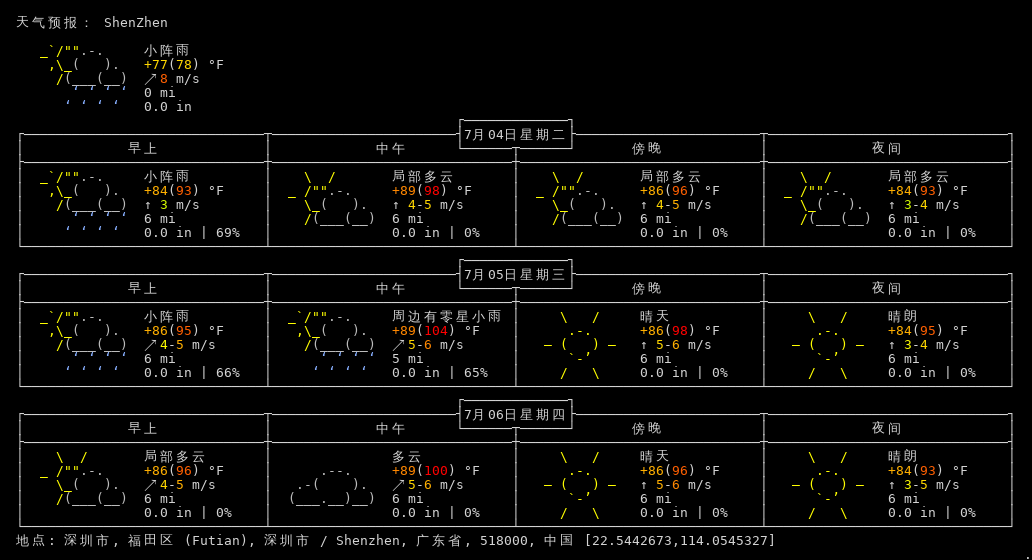 天气预报： ShenZhen
小阵雨
+77(78) °F
↗8 m/s
0 mi
0.0 in
7月04日星期二
早上 中午 傍晚 夜间
小阵雨 局部多云 局部多云 局部多云
+84(93) °F +89(98) °F +86(96) °F +84(93) °F
↑ 3 m/s ↑ 4-5 m/s ↑ 4-5 m/s ↑ 3-4 m/s
6 mi 6 mi 6 mi 6 mi
0.0 in | 69% 0.0 in | 0% 0.0 in | 0% 0.0 in | 0%
7月05日星期三
早上 中午 傍晚 夜间
小阵雨 周边有零星小雨 晴天 晴朗
+86(95) °F +89(104) °F +86(98) °F +84(95) °F
↗4-5 m/s ↗5-6 m/s ↑ 5-6 m/s ↑ 3-4 m/s
6 mi 5 mi 6 mi 6 mi
0.0 in | 66% 0.0 in | 65% 0.0 in | 0% 0.0 in | 0%
7月06日星期四
早上 中午 傍晚 夜间
局部多云 多云 晴天 晴朗
+86(96) °F +89(100) °F +86(96) °F +84(93) °F
↗4-5 m/s ↗5-6 m/s ↑ 5-6 m/s ↑ 3-5 m/s
6 mi 6 mi 6 mi 6 mi
0.0 in | 0% 0.0 in | 0% 0.0 in | 0% 0.0 in | 0%
地点: 深圳市, 福田区 (Futian), 深圳市 / Shenzhen, 广东省, 518000, 中国 [22.5442673,114.0545327]